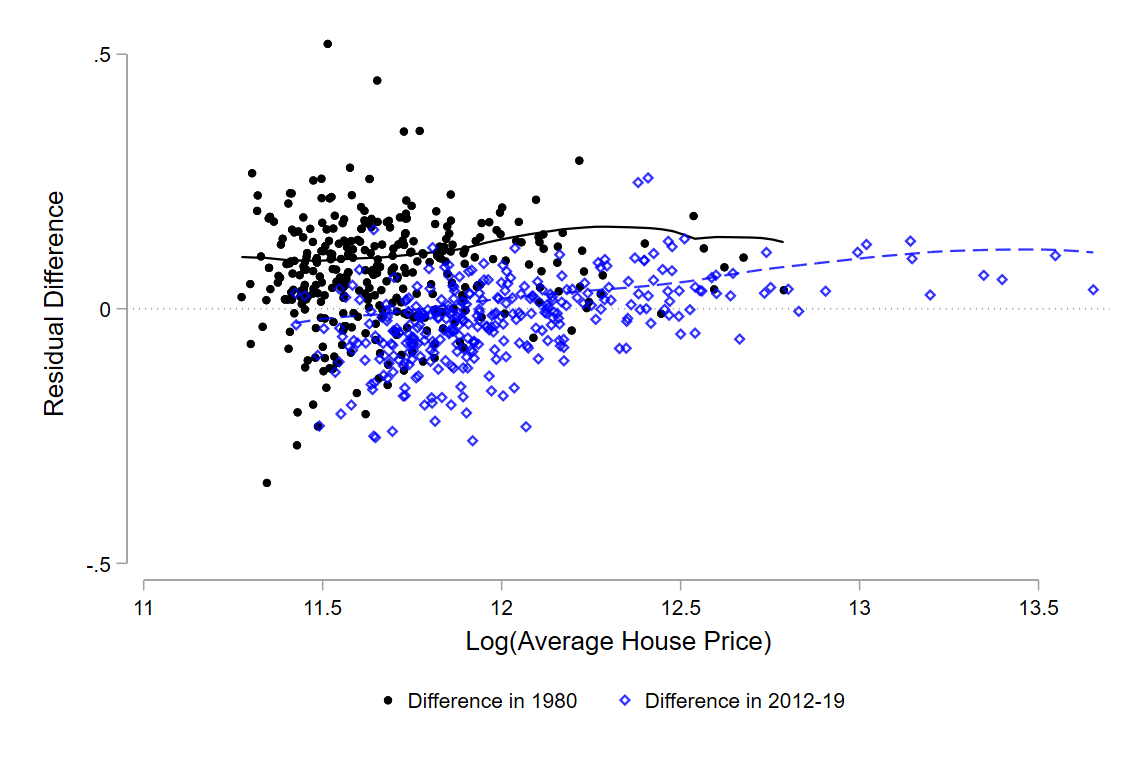 .5
0
-.5
Residual Difference
11 11.5 12 12.5 13 13.5
Log(Average House Price)
Difference in 1980 Difference in 2012-19